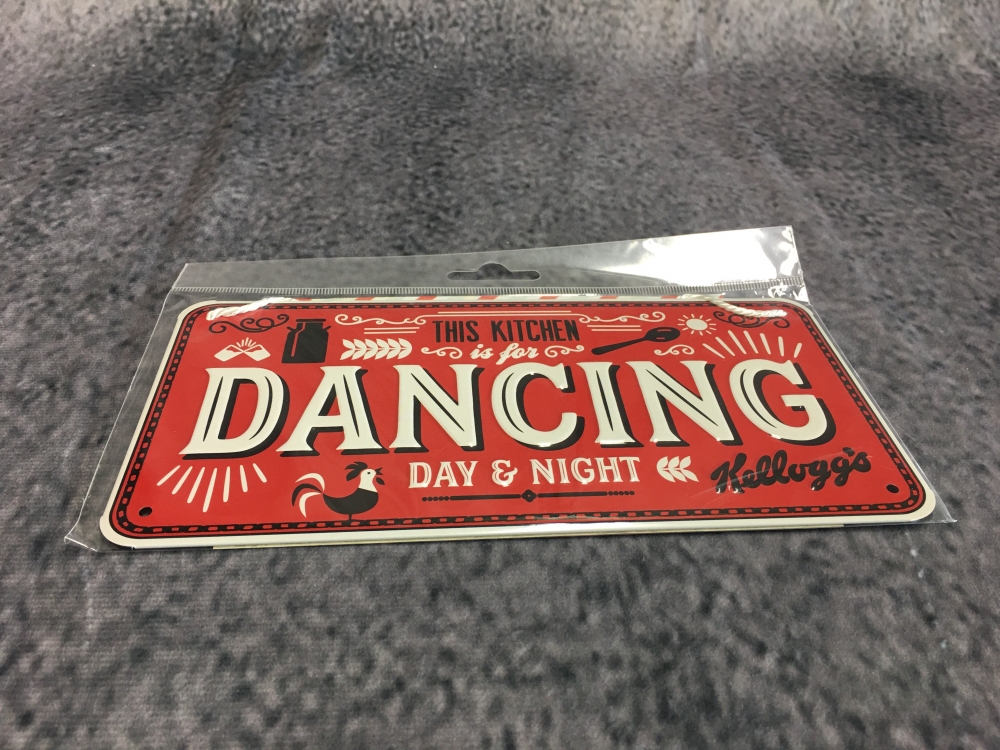 THIS KITCHEN
is for
DANCING
DAY & NIGHT
Kellogg's